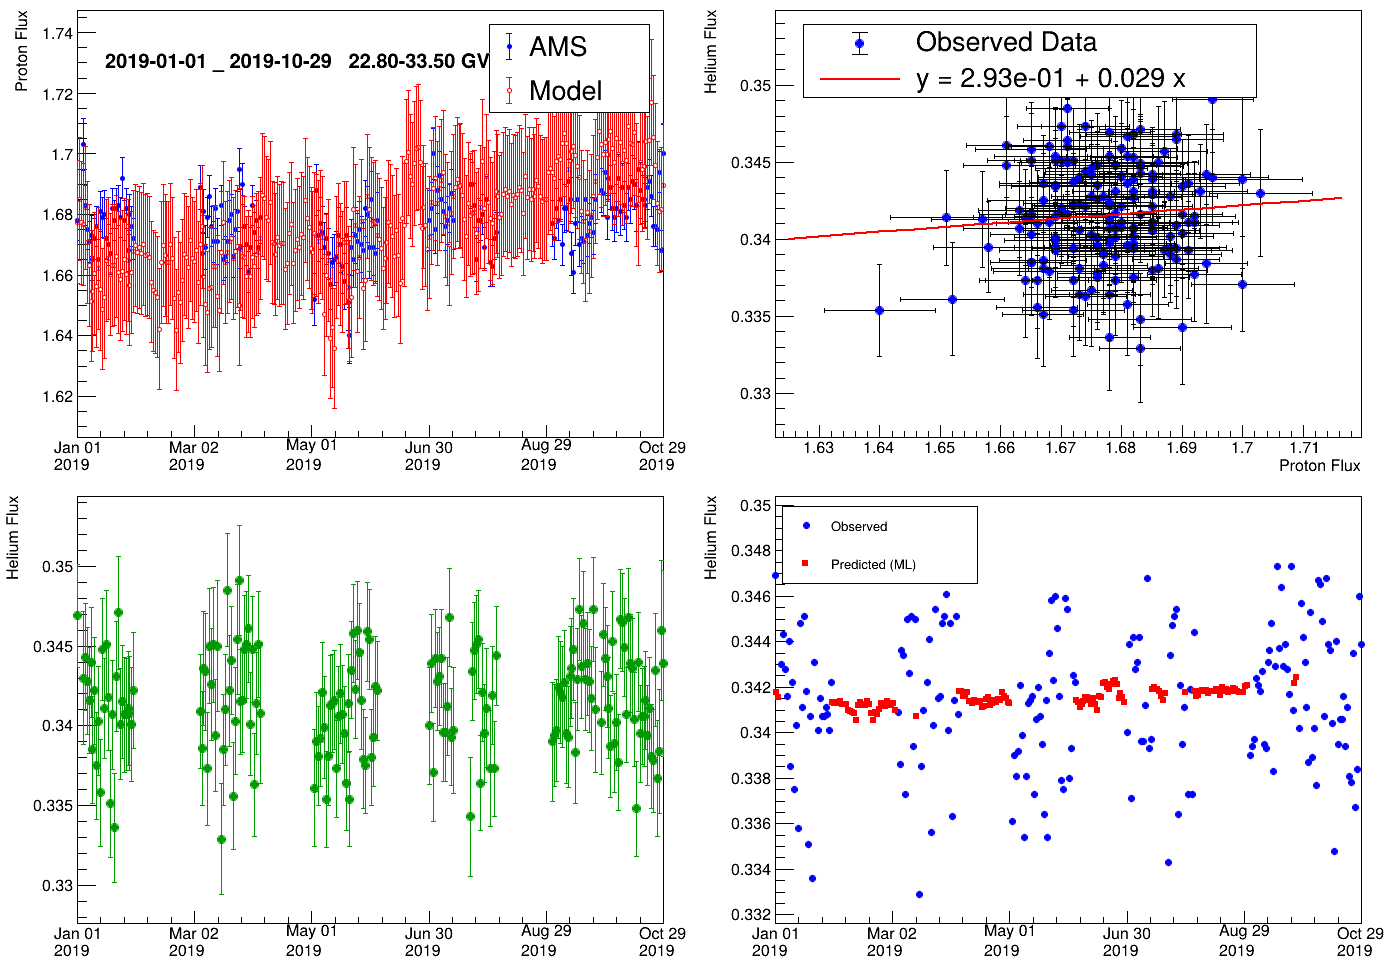 Proton Flux
1.74
1.72
1.7
1.68
1.66
1.64
1.62
2019-01-01 _ 2019-10-29 22.80-33.50 GV
AMS
Model
Jan 01
2019
Mar 02
2019
May 01
2019
Jun 30
2019
Aug 29
2019
Oct 29
2019
Helium Flux
0.35
0.345
0.34
0.335
0.33
Observed Data
y = 2.93e-01 + 0.029 x
1.63
1.64
1.65
1.66
1.67
1.68
1.69
1.7
1.71
Proton Flux
Helium Flux
0.35
0.345
0.34
0.335
0.33
Jan 01
2019
Mar 02
2019
May 01
2019
Jun 30
2019
Aug 29
2019
Oct 29
2019
Helium Flux
0.35
0.348
0.346
0.344
0.342
0.34
0.338
0.336
0.334
0.332
Observed
Predicted (ML)
Jan 01
2019
Mar 02
2019
May 01
2019
Jun 30
2019
Aug 29
2019
Oct 29
2019